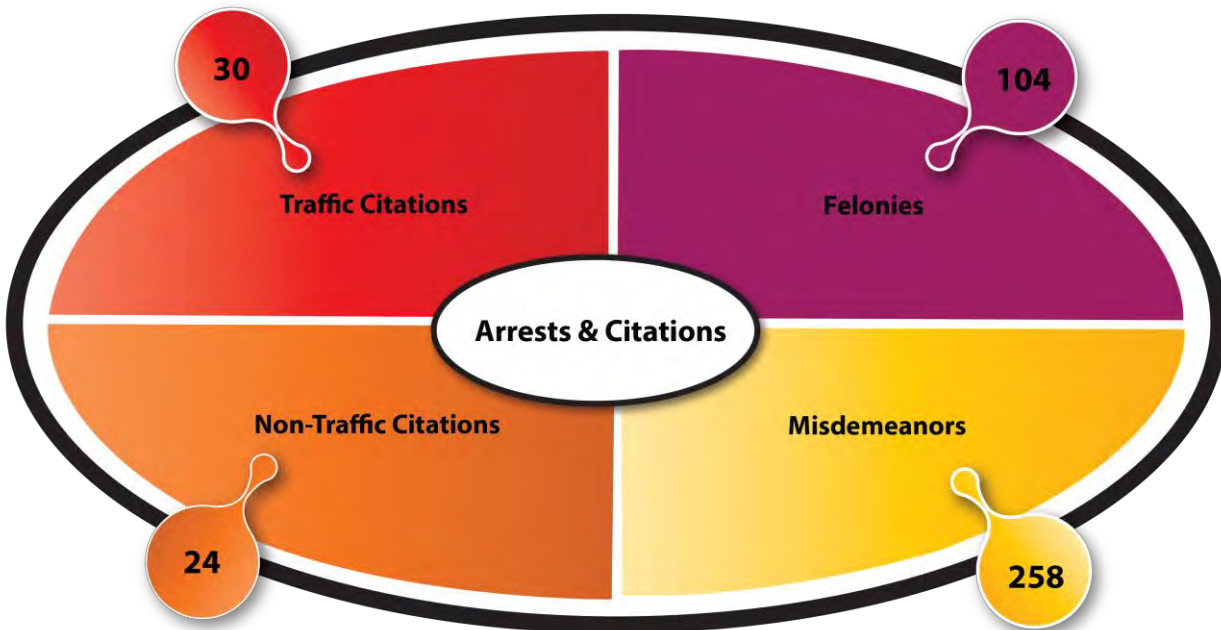 30
104
Traffic Citations
Felonies
Arrests & Citations
Non-Traffic Citations
Misdemeanors
24
258